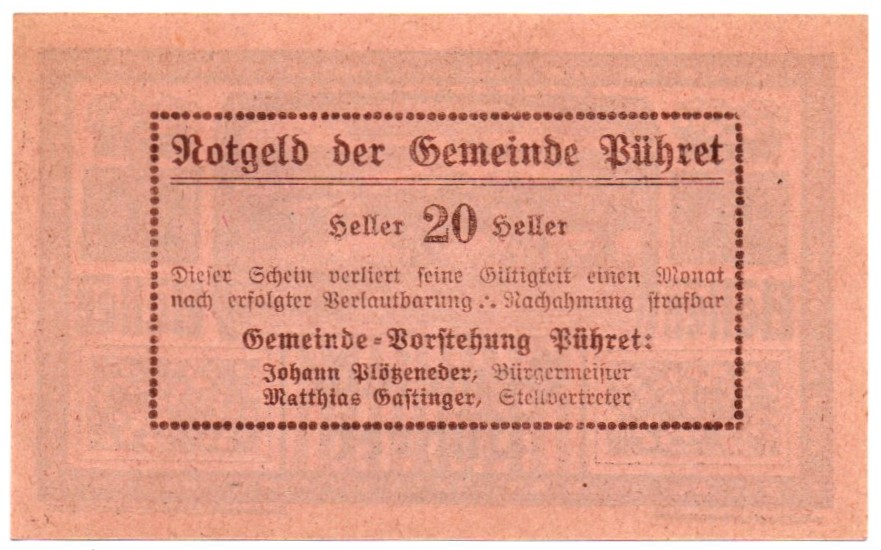 Notgeld der Gemeinde Pühret
Heller 20 Heller
Dieser Schein verliert seine Giltigkeit einen Monat
nach erfolgter Verlautbarung ∴ Nachahmung strafbar
Gemeinde-Vorstehung Pühret:
Johann Plötzeneder, Bürgermeister
Matthias Gastinger, Stellvertreter